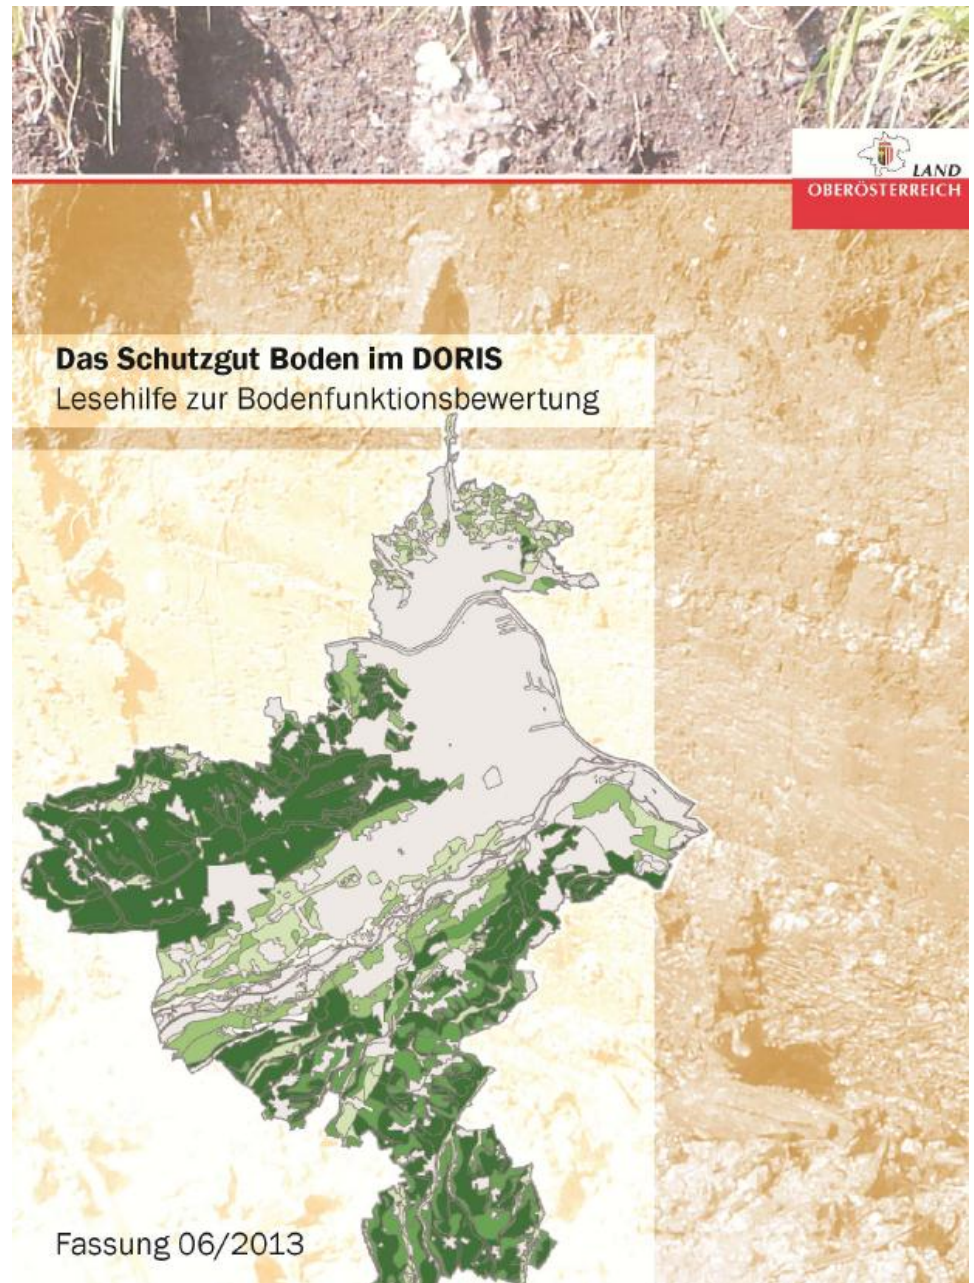 LAND
OBERÖSTERREICH
Das Schutzgut Boden im DORIS
Lesehilfe zur Bodenfunktionsbewertung
Fassung 06/2013